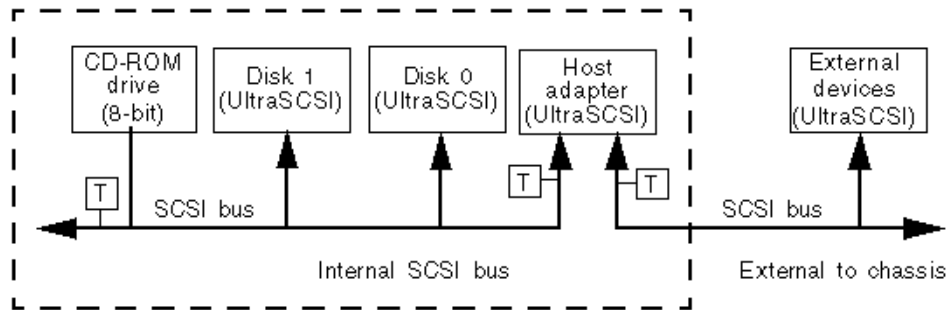 CD-ROM
drive
(8-bit)
Disk 1
(UltraSCSI)
Disk 0
(UltraSCSI)
Host
adapter
(UltraSCSI)
External
devices
(UltraSCSI)
T
T
T
SCSI bus
SCSI bus
Internal SCSI bus
External to chassis